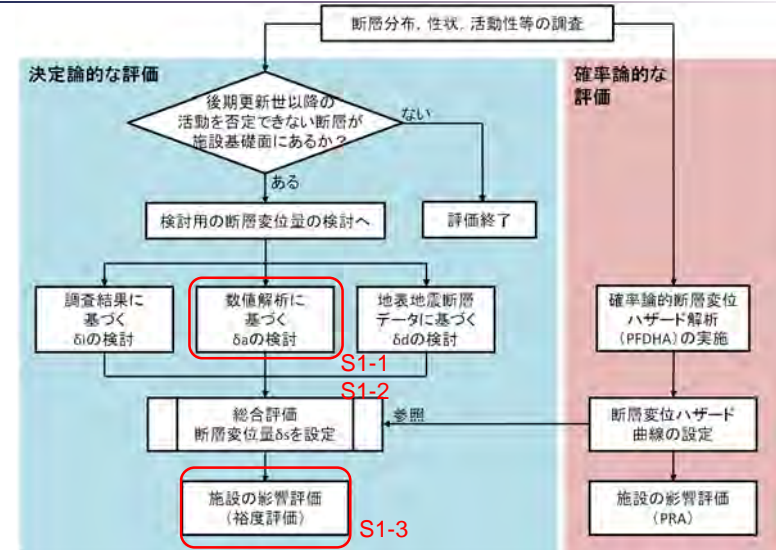 断層分布，性状，活動性等の調査
決定論的な評価
確率論的な
評価
後期更新世以降の
活動を否定できない断層が
施設基礎面にあるか？
ない
ある
検討用の断層変位量の検討へ
評価終了
調査結果に
基づく
δiの検討
数値解析に
基づく
δaの検討
地表地震断層
データに基づく
δdの検討
確率論的断層変位
ハザード解析
（PFDHA）の実施
S1-1
S1-2
総合評価
断層変位量δsを設定
参照
断層変位ハザード
曲線の設定
施設の影響評価
（裕度評価）
S1-3
施設の影響評価
（PRA）